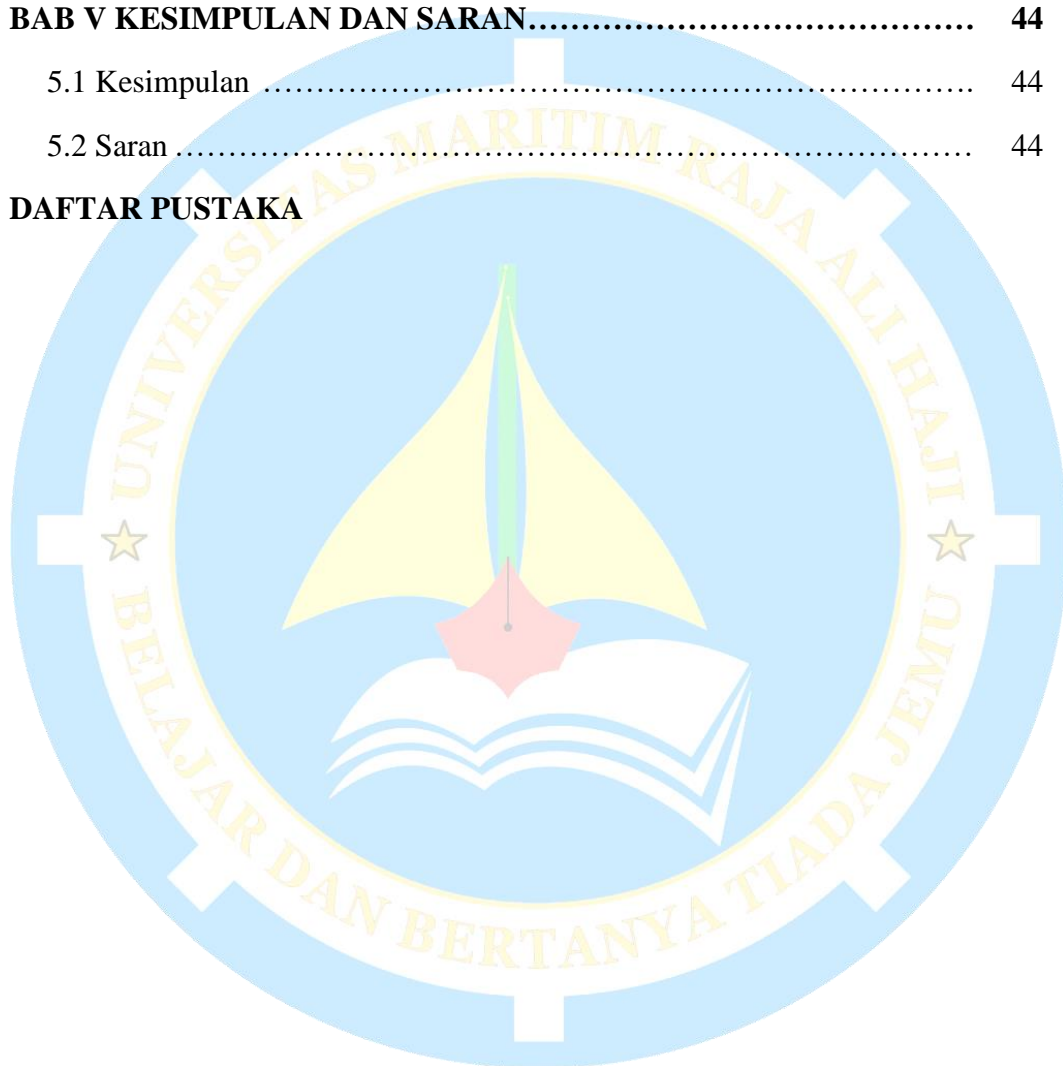 BAB V KESIMPULAN DAN SARAN…………………………………… 44
5.1 Kesimpulan ……………………………………………………………. 44
5.2 Saran …………………………………………………………………… 44
DAFTAR PUSTAKA
UNIVERSITAS MARITIM RAJA ALI HAJI
BELAJAR DAN BERTANYA TIADA JEMU